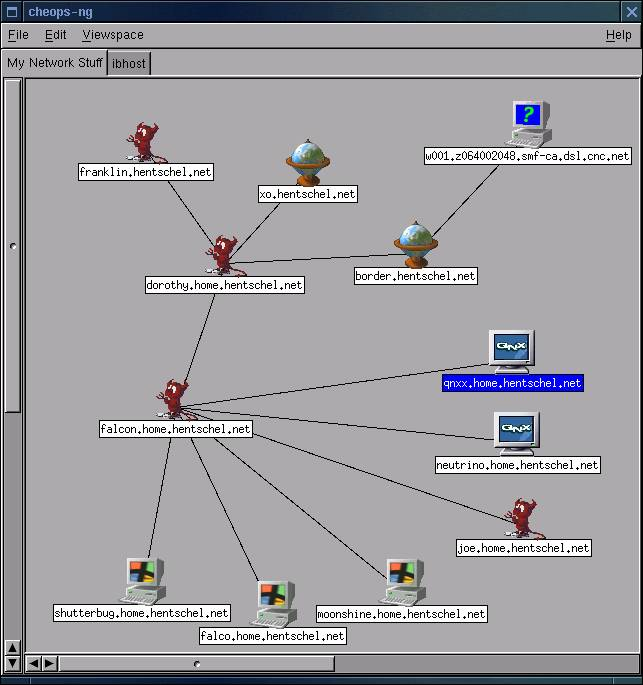 cheops-ng
File Edit Viewspace Help
My Network Stuff ibhost
?
w001.z064002048.smf-ca.dsl.cnc.net
franklin.hentschel.net
xo.hentschel.net
border.hentschel.net
dorothy.home.hentschel.net
QNX
qnxx.home.hentschel.net
falcon.home.hentschel.net
QNX
neutrino.home.hentschel.net
joe.home.hentschel.net
shutterbug.home.hentschel.net
moonshine.home.hentschel.net
falco.home.hentschel.net